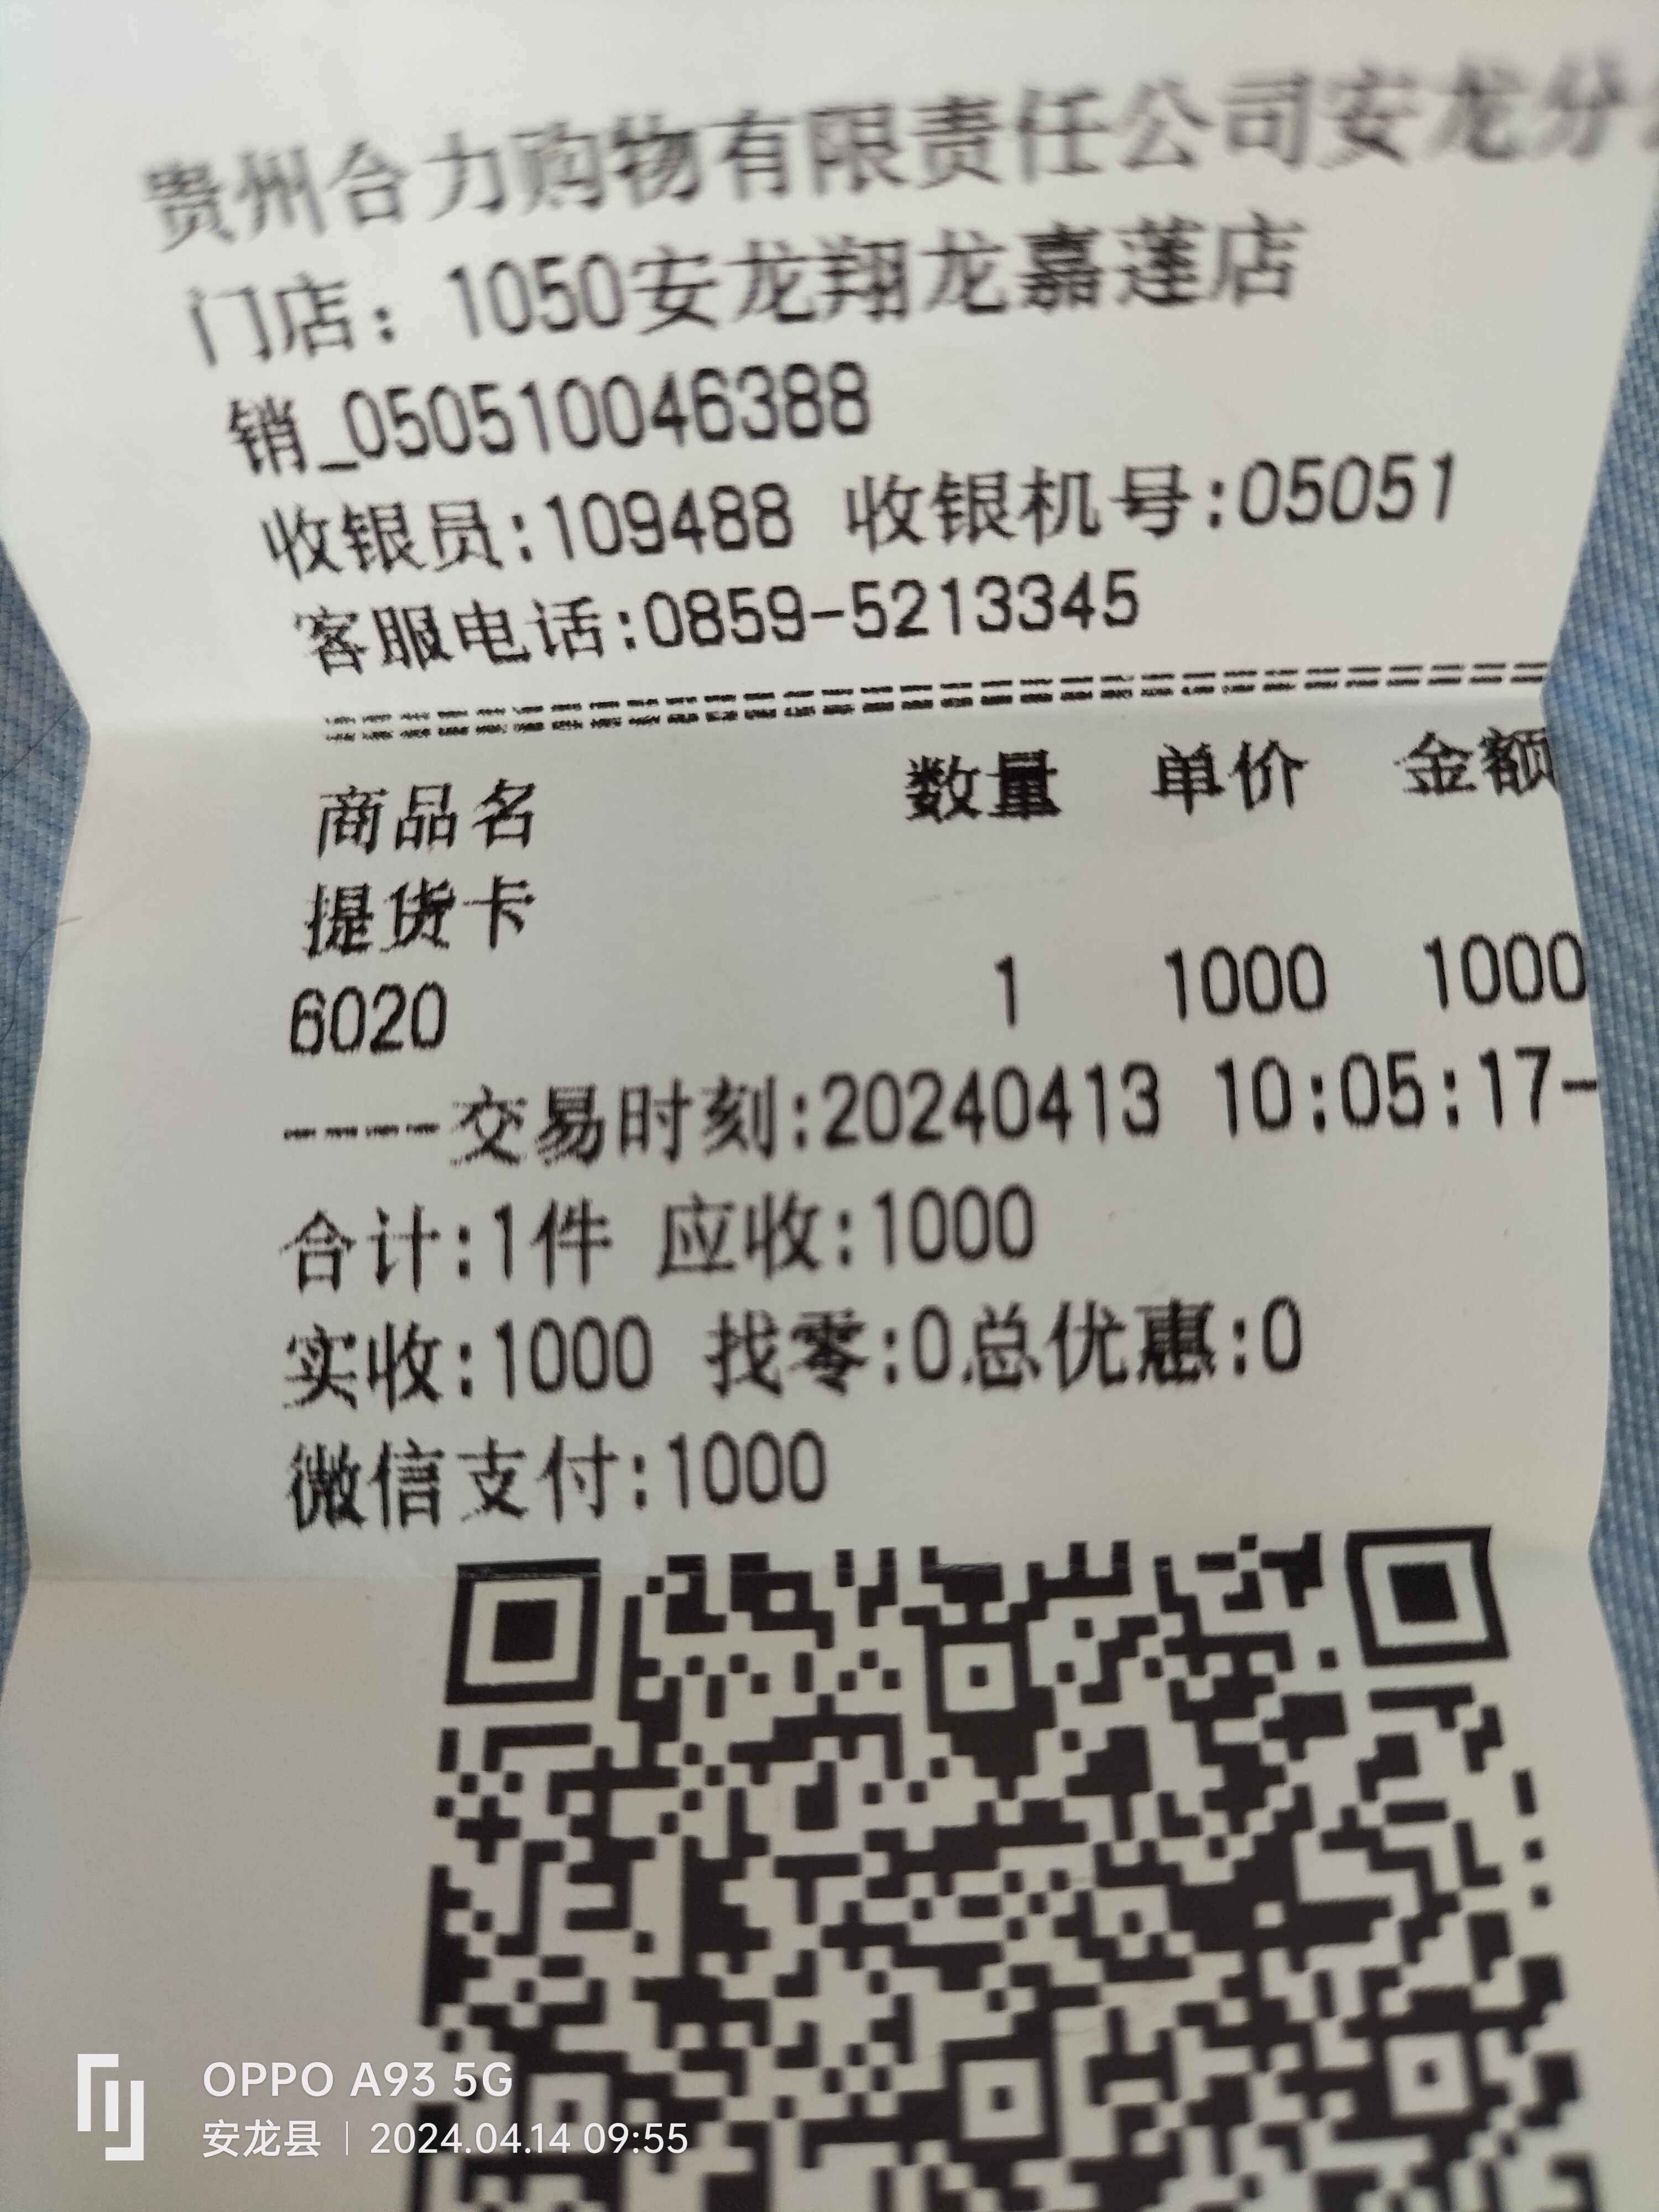 贵州合力购物有限责任公司安龙分
门店：1050安龙翔龙嘉莲店
销_050510046388
收银员:109488 收银机号:05051
客服电话:0859-5213345
================================
商品名 数量 单价 金额
提货卡
6020 1 1000 1000
----交易时刻:20240413 10:05:17-
合计:1件 应收:1000
实收:1000 找零:0总优惠:0
微信支付:1000
OPPO A93 5G
安龙县 | 2024.04.14 09:55